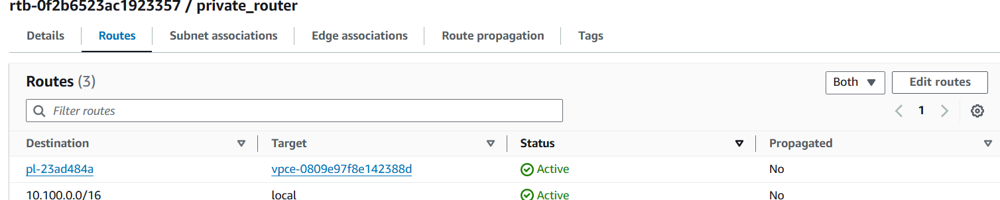 rtb-0f2b6523ac1923357 / private_router
Details Routes Subnet associations Edge associations Route propagation Tags
Routes (3)
Both Edit routes
Filter routes
1
Destination Target Status Propagated
pl-23ad484a vpce-0809e97f8e142388d Active No
10.100.0.0/16 local Active No